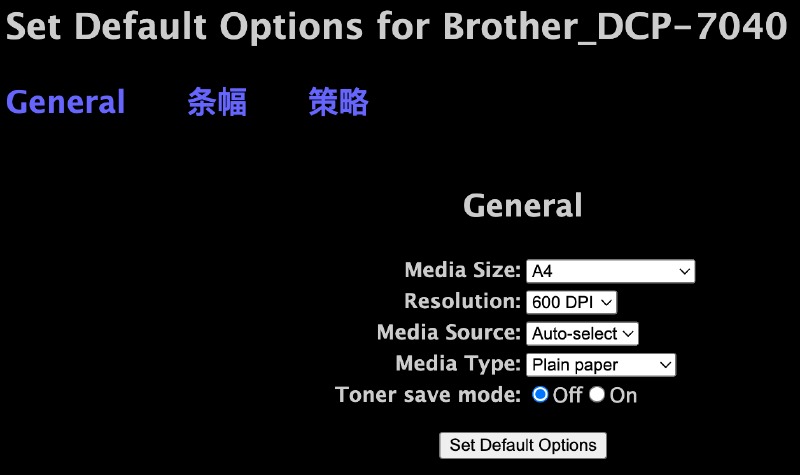 Set Default Options for Brother_DCP-7040
General 条幅 策略
General
Media Size: A4
Resolution: 600 DPI
Media Source: Auto-select
Media Type: Plain paper
Toner save mode: Off On
Set Default Options